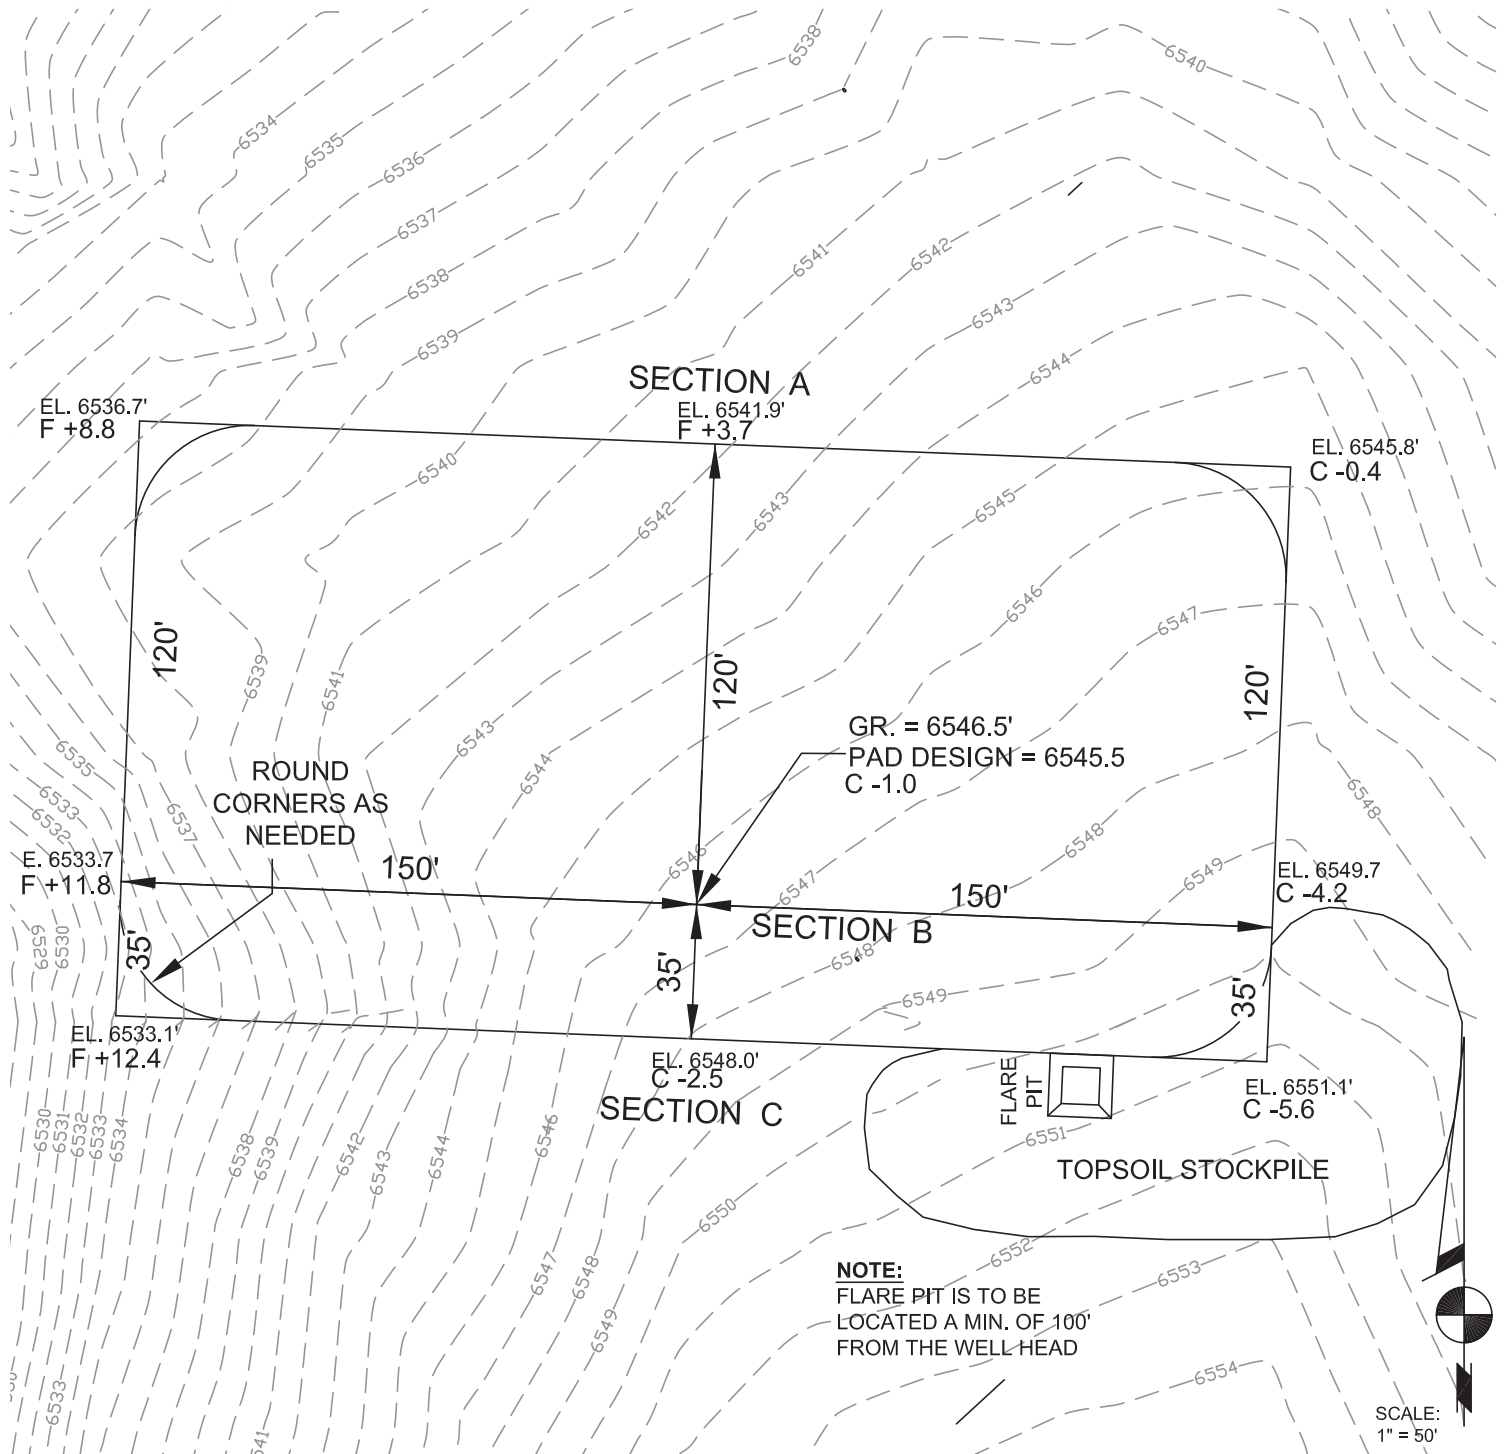 6538
6540
6534
6535
6536
6537
6541
6542
6538
6543
6539
6544
SECTION A
EL. 6541.9'
F +3.7
EL. 6536.7'
F +8.8
EL. 6545.8'
C -0.4
6540
6542
6543
6545
6546
6547
120'
120'
120'
6539
6541
6543
6544
GR. = 6546.5'
PAD DESIGN = 6545.5
C -1.0
6535
6533
6532
6537
ROUND
CORNERS AS
NEEDED
6548
6548
6546
6547
6549
E. 6533.7
F +11.8
150'
150'
EL. 6549.7
C -4.2
SECTION B
6529
6530
35'
35'
35'
6548
6549
EL. 6533.1'
F +12.4
EL. 6548.0'
C -2.5
SECTION C
FLARE
PIT
EL. 6551.1'
C -5.6
6530
6531
6532
6533
6534
6538
6539
6542
6543
6544
6546
6551
TOPSOIL STOCKPILE
6550
6547
6548
6549
6552
6553
NOTE:
FLARE PIT IS TO BE
LOCATED A MIN. OF 100'
FROM THE WELL HEAD
6533
6554
SCALE:
1" = 50'